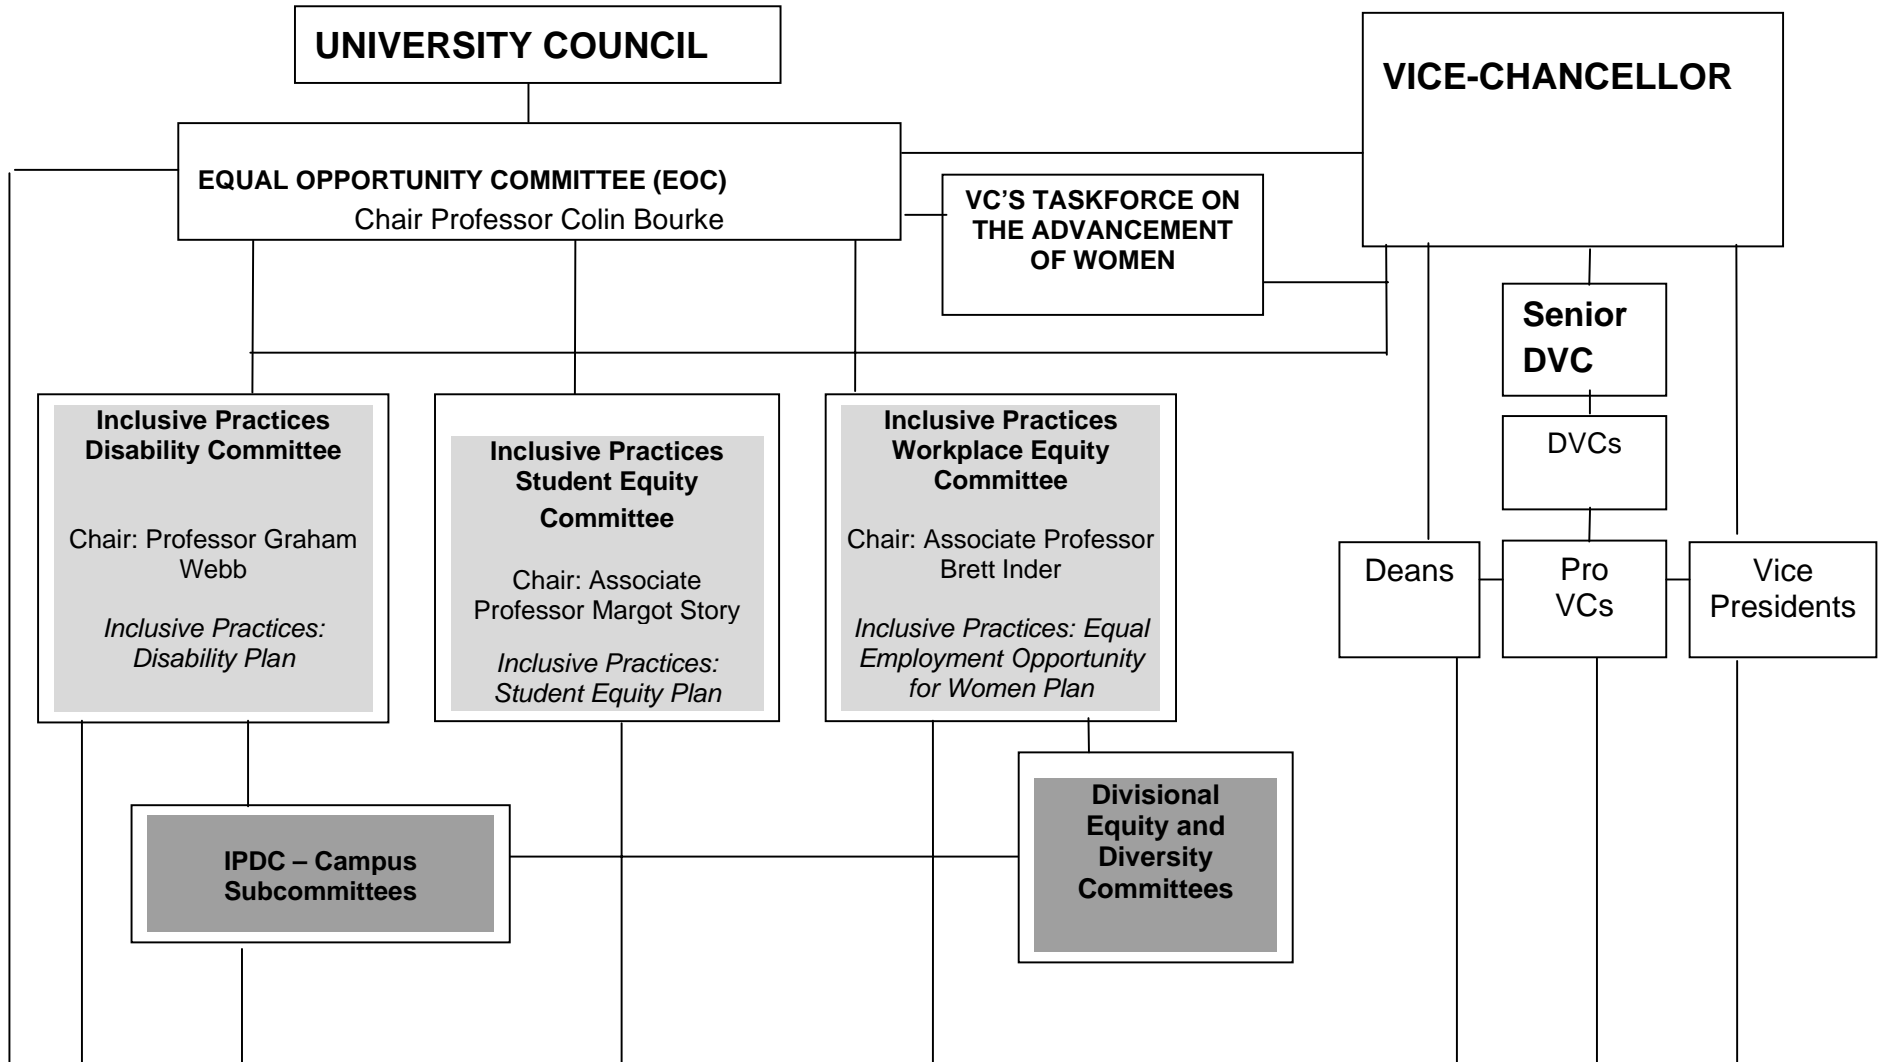 UNIVERSITY COUNCIL
VICE-CHANCELLOR
EQUAL OPPORTUNITY COMMITTEE (EOC)
Chair Professor Colin Bourke
VC’S TASKFORCE ON
THE ADVANCEMENT
OF WOMEN
Senior
DVC
DVCs
Inclusive Practices
Disability Committee
Chair: Professor Graham
Webb
Inclusive Practices:
Disability Plan
Inclusive Practices
Student Equity
Committee
Chair: Associate
Professor Margot Story
Inclusive Practices:
Student Equity Plan
Inclusive Practices
Workplace Equity
Committee
Chair: Associate Professor
Brett Inder
Inclusive Practices: Equal
Employment Opportunity
for Women Plan
Deans
Pro
VCs
Vice
Presidents
IPDC – Campus
Subcommittees
Divisional
Equity and
Diversity
Committees